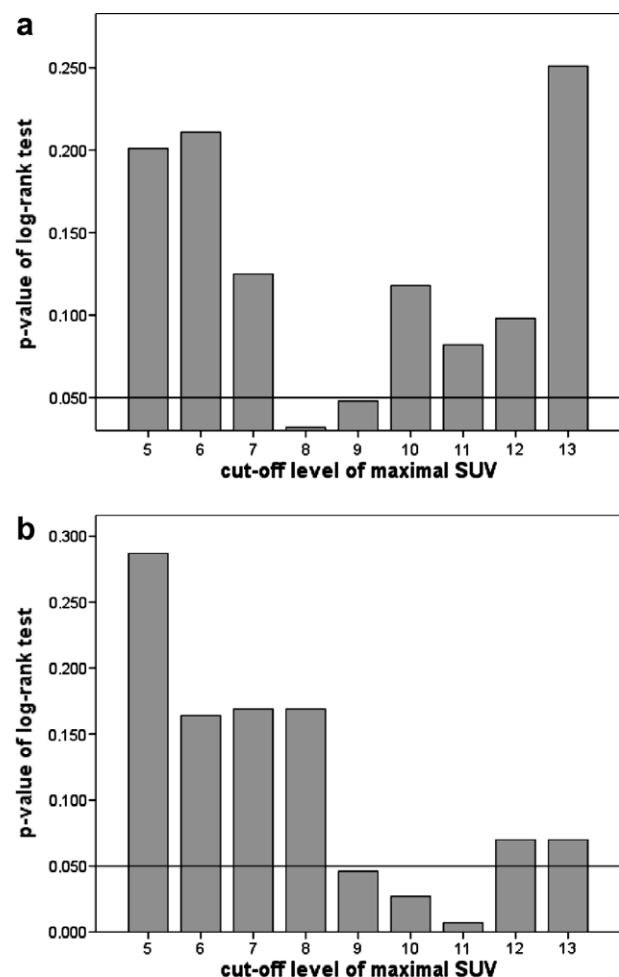 a
p-value of log-rank test
0.250
0.200
0.150
0.100
0.050
5 6 7 8 9 10 11 12 13
cut-off level of maximal SUV
b
p-value of log-rank test
0.300
0.250
0.200
0.150
0.100
0.050
0.000
5 6 7 8 9 10 11 12 13
cut-off level of maximal SUV